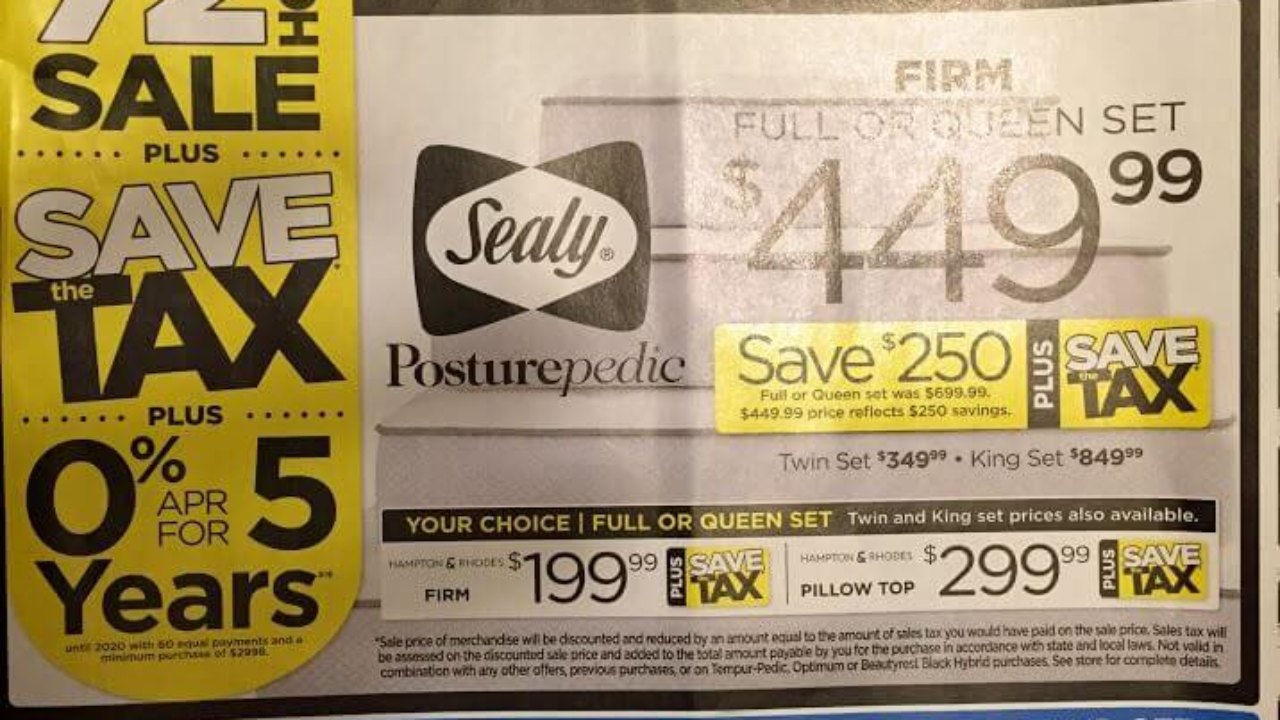 72 HO
SALE
PLUS
SAVE
the
TAX*
PLUS
0% APR FOR 5
Years***
until 2020 with 60 equal payments and a
minimum purchase of $2998.
FIRM
FULL OR QUEEN SET
$449.99
Sealy®
Posturepedic
Save $250
Full or Queen set was $699.99.
$449.99 price reflects $250 savings.
PLUS
SAVE
the
TAX*
Twin Set $349⁹⁹ • King Set $849⁹⁹
YOUR CHOICE | FULL OR QUEEN SET Twin and King set prices also available.
HAMPTON & RHODES
FIRM
$199⁹⁹
PLUS
SAVE
the
TAX
HAMPTON & RHODES
PILLOW TOP
$299⁹⁹
PLUS
SAVE
the
TAX
*Sale price of merchandise will be discounted and reduced by an amount equal to the amount of sales tax you would have paid on the sale price. Sales tax will
be assessed on the discounted sale price and added to the total amount payable by you for the purchase in accordance with state and local laws. Not valid in
combination with any other offers, previous purchases, or on Tempur-Pedic, Optimum or Beautyrest Black Hybrid purchases. See store for complete details.